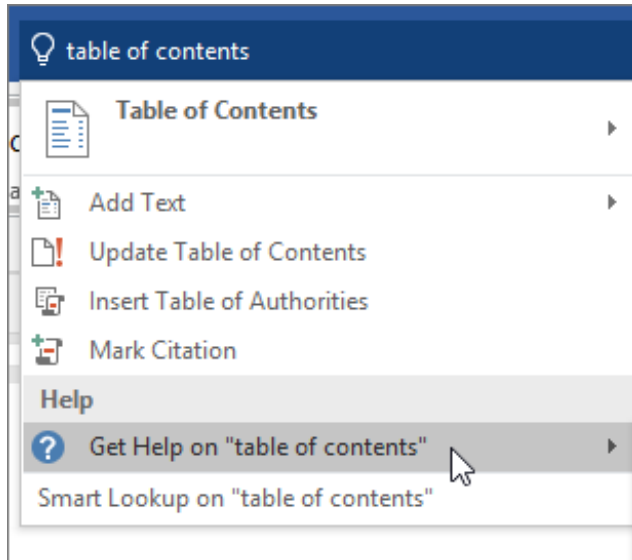 table of contents
Table of Contents
Add Text
Update Table of Contents
Insert Table of Authorities
Mark Citation
Help
Get Help on "table of contents"
Smart Lookup on "table of contents"